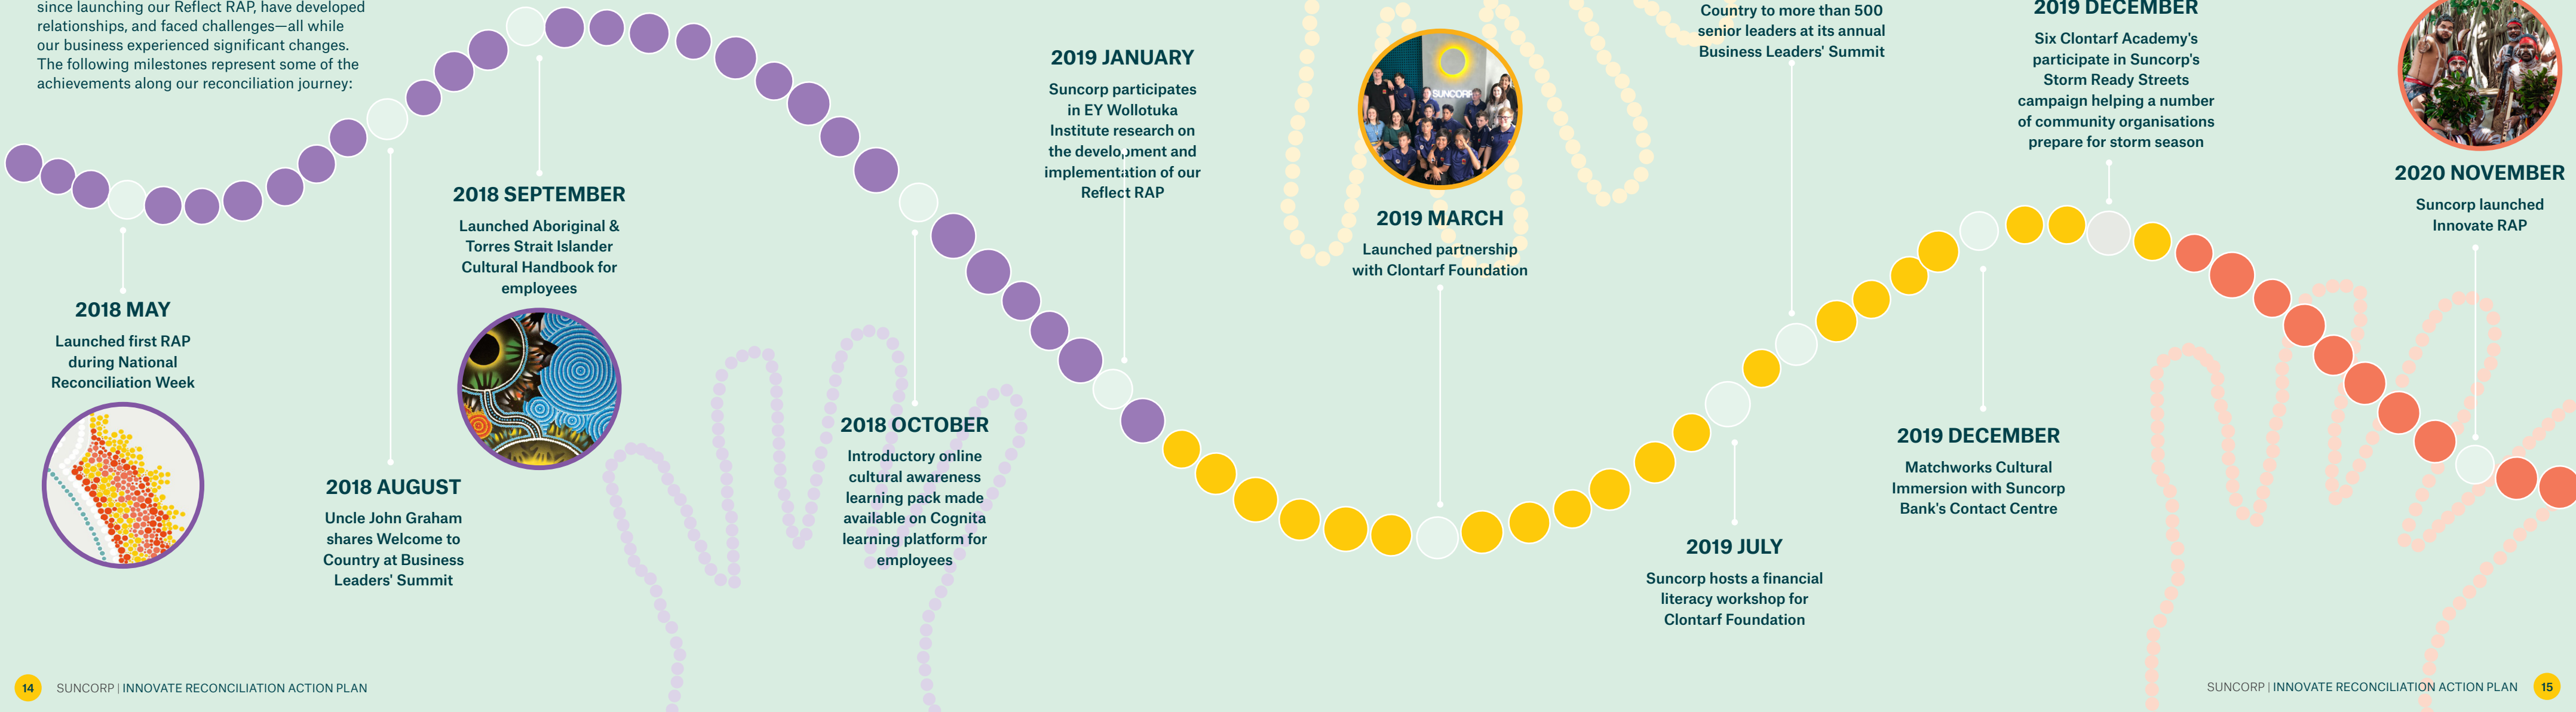 since launching our Reflect RAP, have developed
relationships, and faced challenges—all while
our business experienced significant changes.
The following milestones represent some of the
achievements along our reconciliation journey:
2018 MAY
Launched first RAP
during National
Reconciliation Week
2018 AUGUST
Uncle John Graham
shares Welcome to
Country at Business
Leaders' Summit
2018 SEPTEMBER
Launched Aboriginal &
Torres Strait Islander
Cultural Handbook for
employees
2018 OCTOBER
Introductory online
cultural awareness
learning pack made
available on Cognita
learning platform for
employees
2019 JANUARY
Suncorp participates
in EY Wollotuka
Institute research on
the development and
implementation of our
Reflect RAP
SUNCORP
2019 MARCH
Launched partnership
with Clontarf Foundation
2019 JULY
Suncorp hosts a financial
literacy workshop for
Clontarf Foundation
Country to more than 500
senior leaders at its annual
Business Leaders' Summit
2019 DECEMBER
Matchworks Cultural
Immersion with Suncorp
Bank's Contact Centre
2019 DECEMBER
Six Clontarf Academy's
participate in Suncorp's
Storm Ready Streets
campaign helping a number
of community organisations
prepare for storm season
2020 NOVEMBER
Suncorp launched
Innovate RAP
14 SUNCORP | INNOVATE RECONCILIATION ACTION PLAN
SUNCORP | INNOVATE RECONCILIATION ACTION PLAN 15